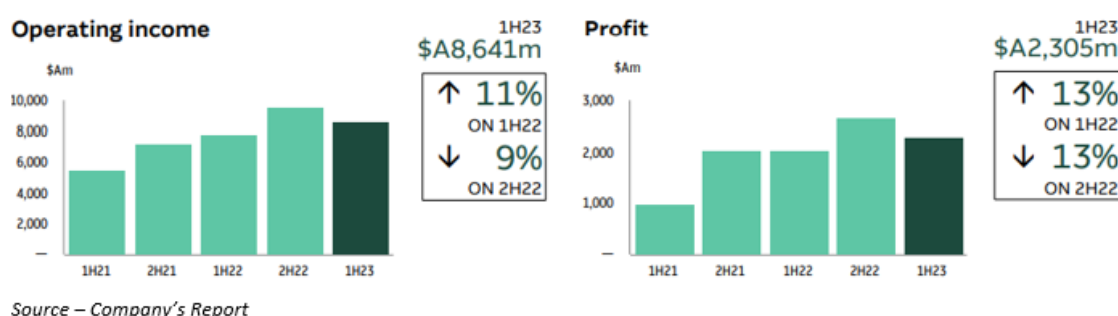 Operating income
1H23
$A8,641m
$Am
10,000
8,000
6,000
4,000
2,000
—
1H21 2H21 1H22 2H22 1H23
↑ 11%
ON 1H22
↓ 9%
ON 2H22
Profit
1H23
$A2,305m
$Am
3,000
2,000
1,000
—
1H21 2H21 1H22 2H22 1H23
↑ 13%
ON 1H22
↓ 13%
ON 2H22
Source – Company's Report